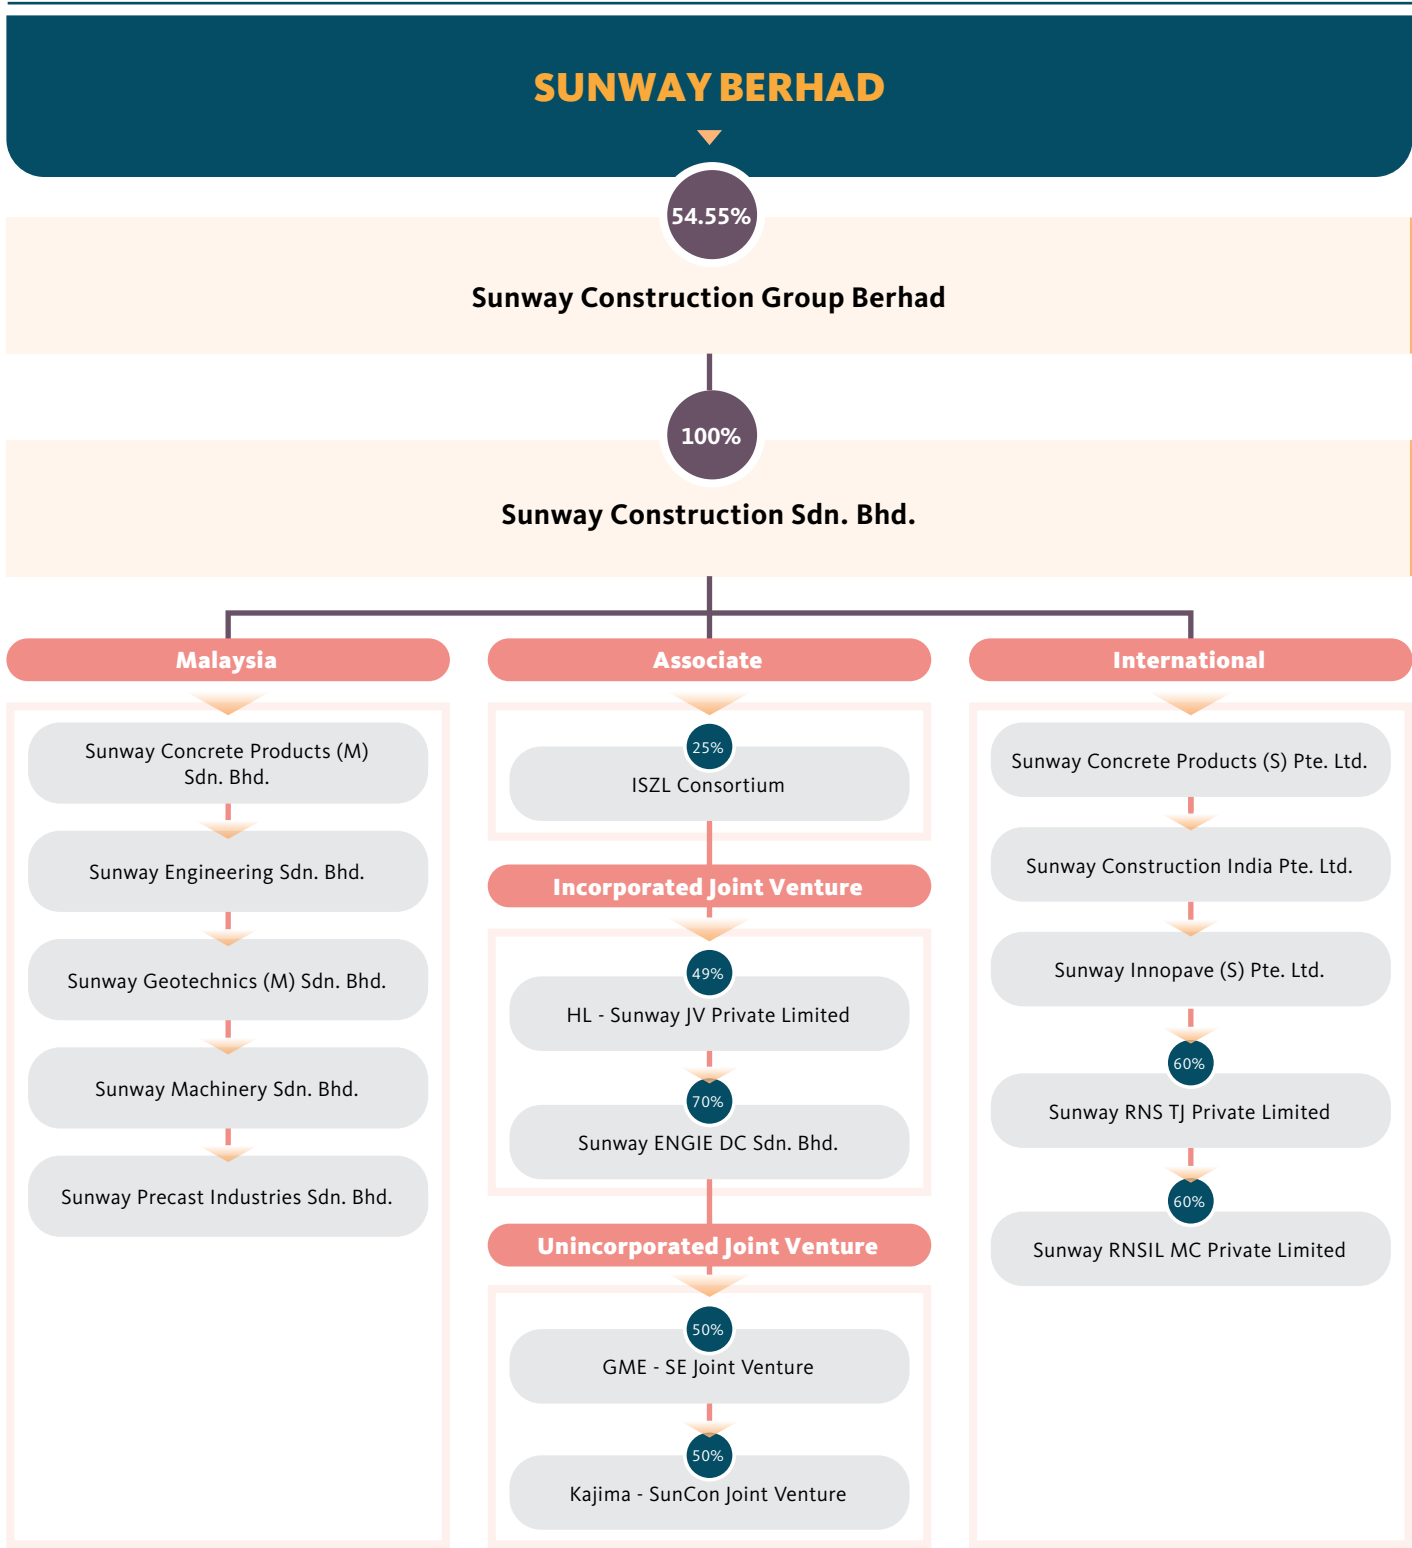 SUNWAY BERHAD
54.55%
Sunway Construction Group Berhad
100%
Sunway Construction Sdn. Bhd.
Malaysia
Sunway Concrete Products (M)
Sdn. Bhd.
Sunway Engineering Sdn. Bhd.
Sunway Geotechnics (M) Sdn. Bhd.
Sunway Machinery Sdn. Bhd.
Sunway Precast Industries Sdn. Bhd.
Associate
25%
ISZL Consortium
Incorporated Joint Venture
49%
HL - Sunway JV Private Limited
70%
Sunway ENGIE DC Sdn. Bhd.
Unincorporated Joint Venture
50%
GME - SE Joint Venture
50%
Kajima - SunCon Joint Venture
International
Sunway Concrete Products (S) Pte. Ltd.
Sunway Construction India Pte. Ltd.
Sunway Innopave (S) Pte. Ltd.
60%
Sunway RNS TJ Private Limited
60%
Sunway RNSIL MC Private Limited